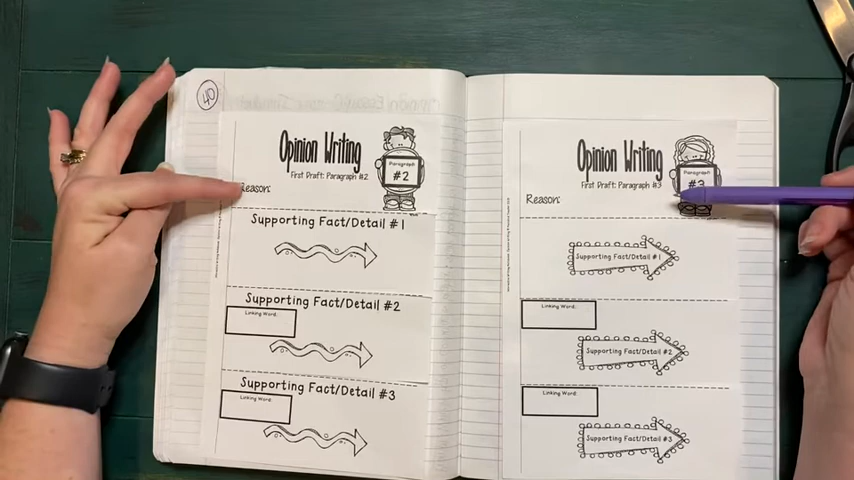 40
Opinion Writing
First Draft: Paragraph #2
Paragraph
#2
Reason:
Supporting Fact/Detail #1
Supporting Fact/Detail #2
Linking Word:
Supporting Fact/Detail #3
Linking Word:
Opinion Writing
First Draft: Paragraph #3
Paragraph
#3
Reason:
Supporting Fact/Detail #1
Linking Word:
Supporting Fact/Detail #2
Linking Word:
Supporting Fact/Detail #3